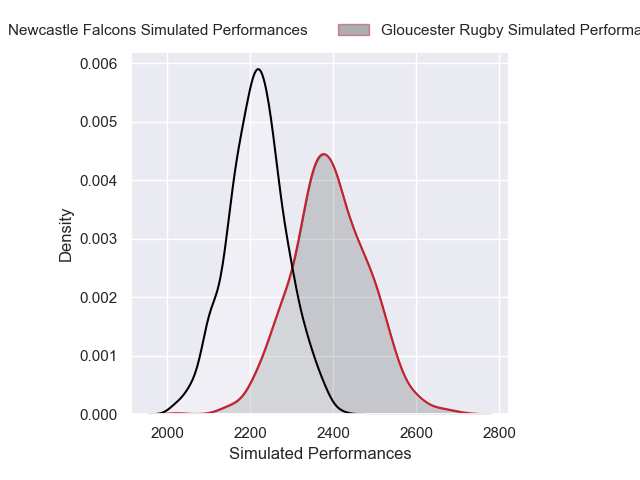 Newcastle Falcons Simulated Performances
Gloucester Rugby Simulated Performa
0.006
0.005
0.004
0.003
0.002
0.001
0.000
Density
2000 2200 2400 2600 2800
Simulated Performances